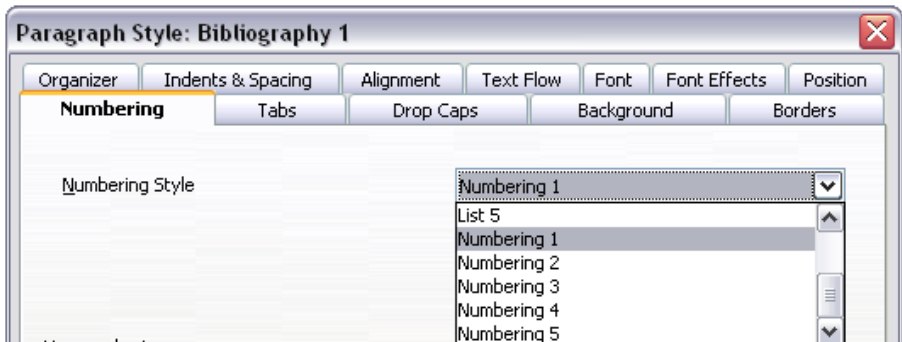 Paragraph Style: Bibliography 1
Organizer Indents & Spacing Alignment Text Flow Font Font Effects Position
Numbering Tabs Drop Caps Background Borders
Numbering Style Numbering 1
List 5
Numbering 1
Numbering 2
Numbering 3
Numbering 4
Numbering 5